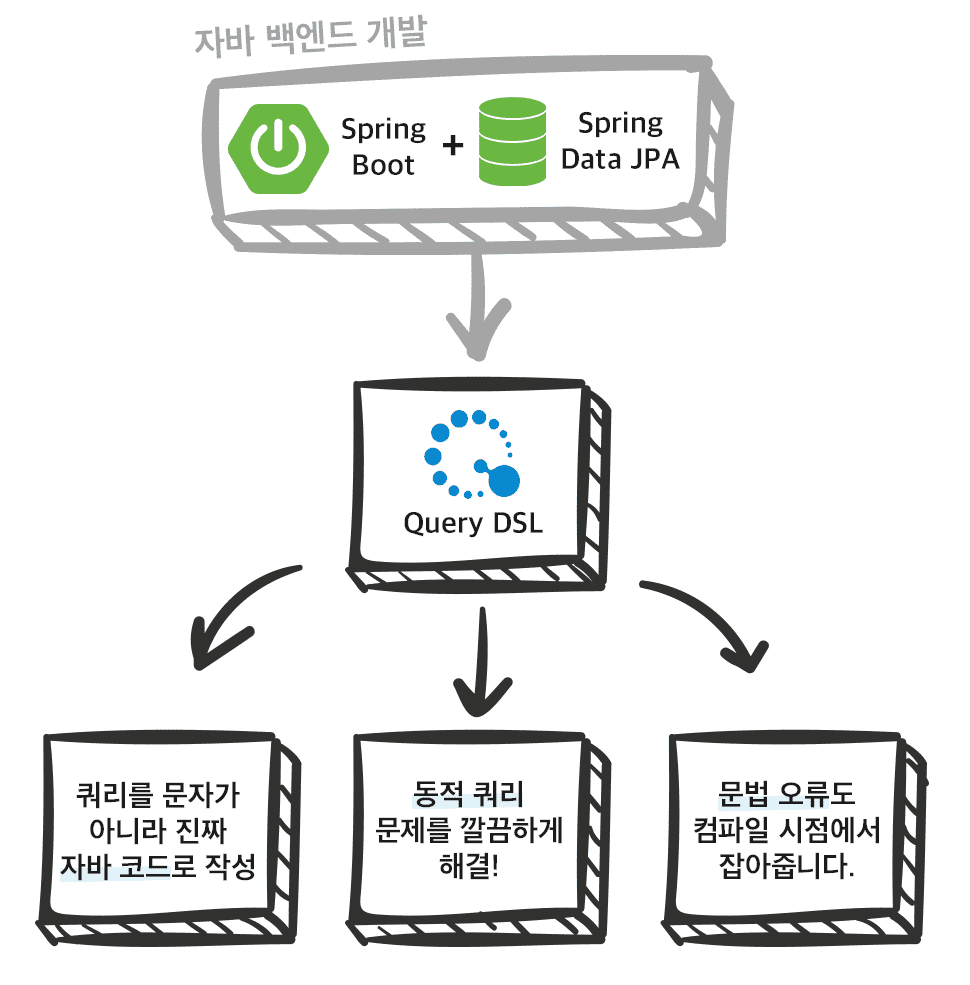 자바 백엔드 개발
Spring
Boot
+
Spring
Data JPA
Query DSL
쿼리를 문자가
아니라 진짜
자바 코드로 작성
동적 쿼리
문제를 깔끔하게
해결!
문법 오류도
컴파일 시점에서
잡아줍니다.